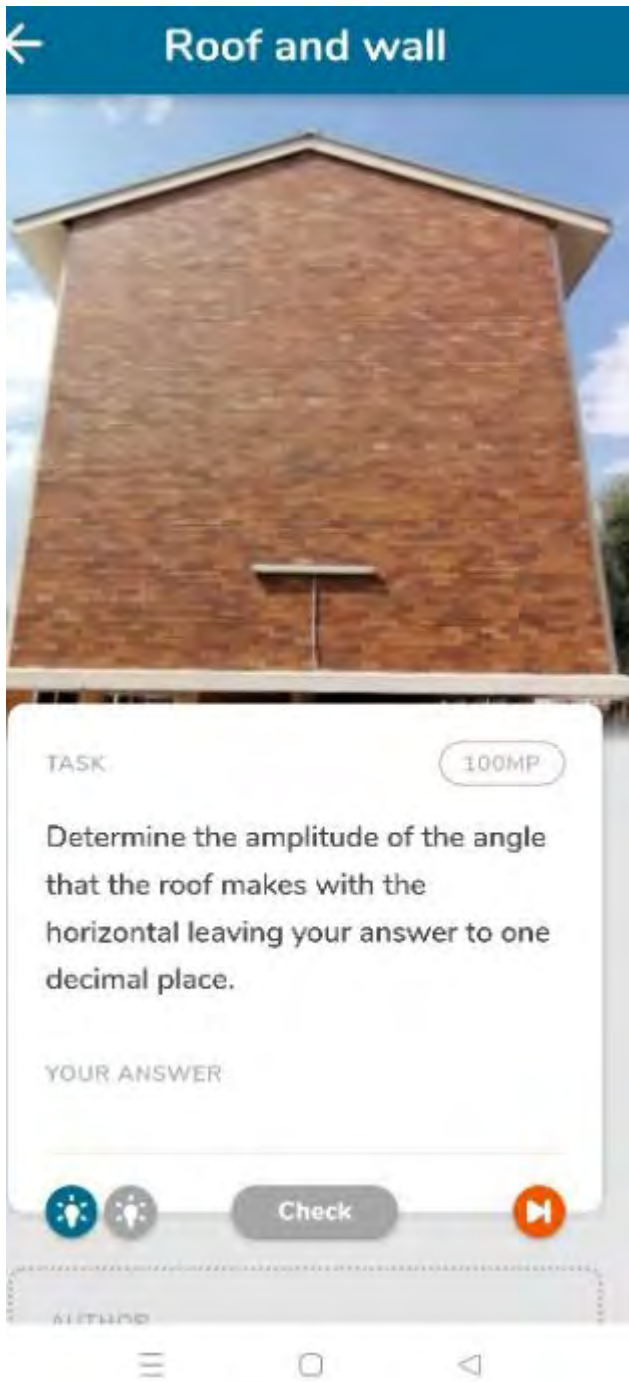 Roof and wall
TASK
100MP
Determine the amplitude of the angle
that the roof makes with the
horizontal leaving your answer to one
decimal place.
YOUR ANSWER
Check
AUTHOR